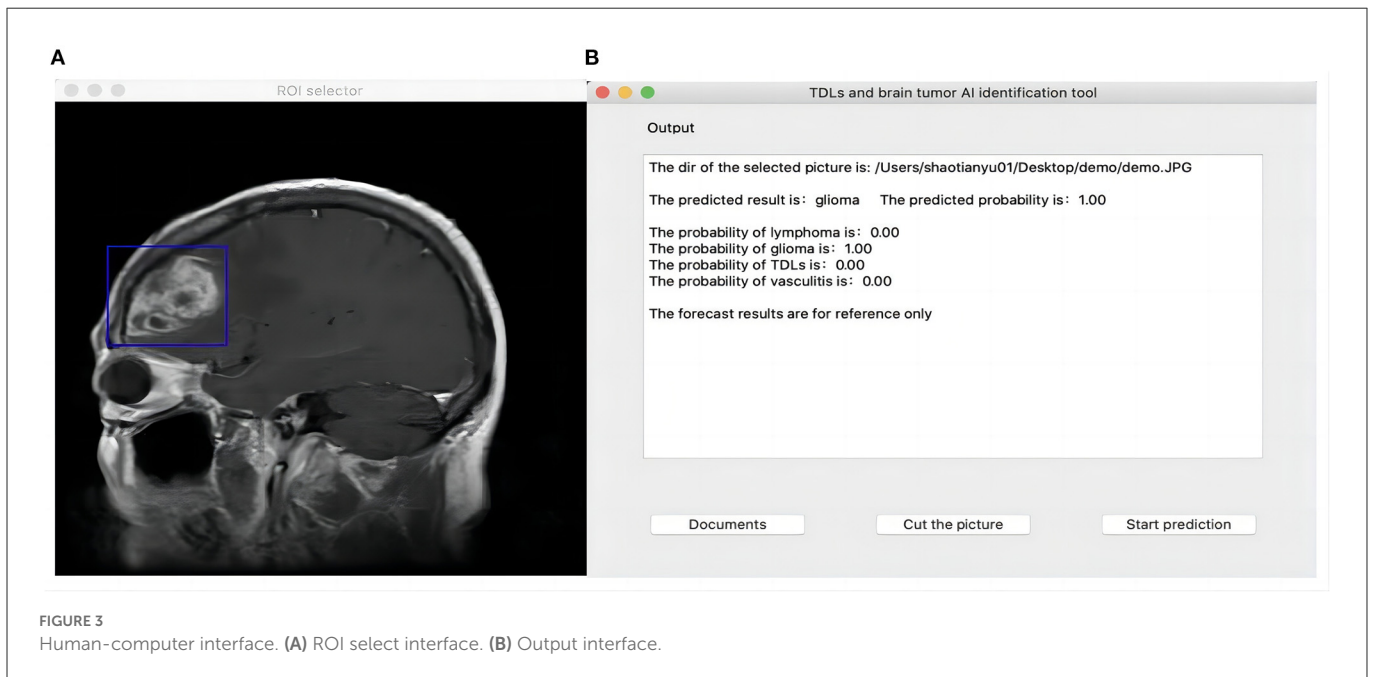 A
B
ROI selector
TDLs and brain tumor AI identification tool
Output
The dir of the selected picture is: /Users/shaotianyu01/Desktop/demo/demo.JPG
The predicted result is: glioma The predicted probability is: 1.00
The probability of lymphoma is: 0.00
The probability of glioma is: 1.00
The probability of TDLs is: 0.00
The probability of vasculitis is: 0.00
The forecast results are for reference only
Documents
Cut the picture
Start prediction
FIGURE 3
Human-computer interface. (A) ROI select interface. (B) Output interface.